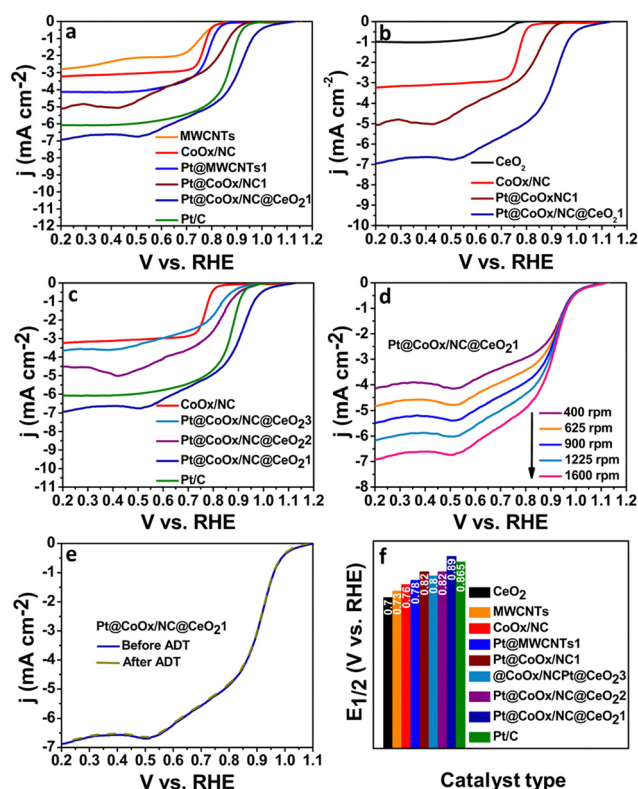 a
j (mA cm-2)
0
-1
-2
-3
-4
-5
-6
-7
-8
-9
-10
-11
-12
MWCNTs
CoOx/NC
Pt@MWCNTs1
Pt@CoOx/NC1
Pt@CoOx/NC@CeO21
Pt/C
0.2 0.3 0.4 0.5 0.6 0.7 0.8 0.9 1.0 1.1 1.2
V vs. RHE
b
j (mA cm-2)
0
-1
-2
-3
-4
-5
-6
-7
-8
-9
-10
CeO2
CoOx/NC
Pt@CoOxNC1
Pt@CoOx/NC@CeO21
0.2 0.3 0.4 0.5 0.6 0.7 0.8 0.9 1.0 1.1 1.2
V vs. RHE
c
j (mA cm-2)
0
-1
-2
-3
-4
-5
-6
-7
-8
-9
-10
-11
CoOx/NC
Pt@CoOx/NC@CeO23
Pt@CoOx/NC@CeO22
Pt@CoOx/NC@CeO21
Pt/C
0.2 0.3 0.4 0.5 0.6 0.7 0.8 0.9 1.0 1.1 1.2
V vs. RHE
d
j (mA cm-2)
0
-1
-2
-3
-4
-5
-6
-7
-8
Pt@CoOx/NC@CeO21
400 rpm
625 rpm
900 rpm
1225 rpm
1600 rpm
0.2 0.3 0.4 0.5 0.6 0.7 0.8 0.9 1.0 1.1 1.2
V vs. RHE
e
j (mA cm-2)
0
-1
-2
-3
-4
-5
-6
-7
Pt@CoOx/NC@CeO21
Before ADT
After ADT
0.2 0.3 0.4 0.5 0.6 0.7 0.8 0.9 1.0 1.1
V vs. RHE
f
E1/2 (V vs. RHE)
0.7
0.73
0.76
0.78
0.82
0.8
0.82
0.89
0.865
CeO2
MWCNTs
CoOx/NC
Pt@MWCNTs1
Pt@CoOx/NC1
@CoOx/NCPt@CeO23
Pt@CoOx/NC@CeO22
Pt@CoOx/NC@CeO21
Pt/C
Catalyst type